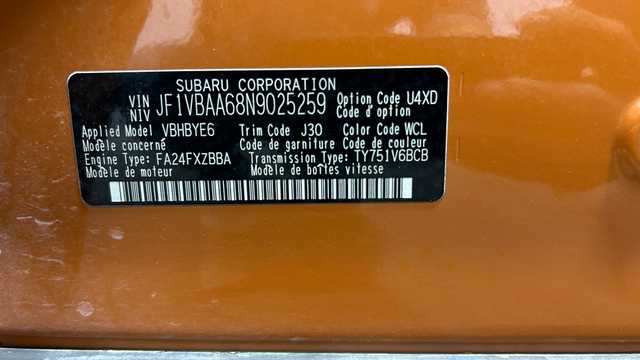 SUBARU CORPORATION
VIN NIV JF1VBAA68N9025259 Option Code U4XD
Code d'option
Applied Model VBHBYE6 Trim Code J30 Color Code WCL
Modèle concerné Code de garniture Code de couleur
Engine Type: FA24FXZBBA Transmission Type: TY751V6BCB
Modèle de moteur Modèle de boîtes vitesse